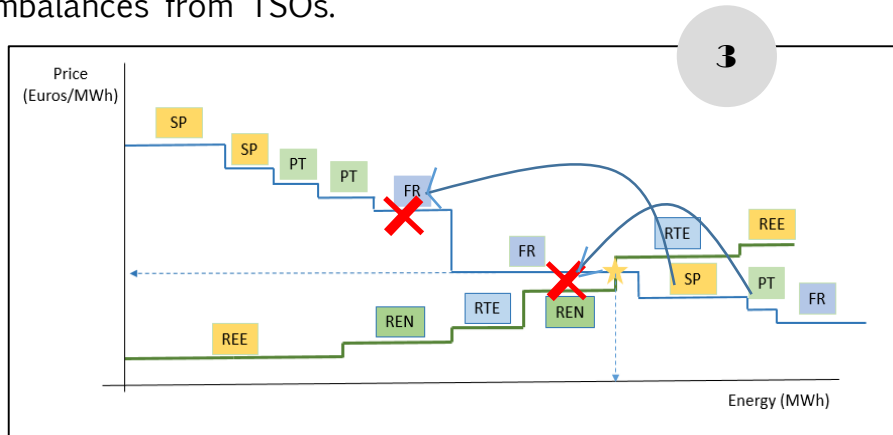 mbalances from TSOs.
3
Price
(Euros/MWh)
SP
SP
PT
PT
FR
FR
RTE
REE
SP
PT
FR
REE
REN
RTE
REN
Energy (MWh)